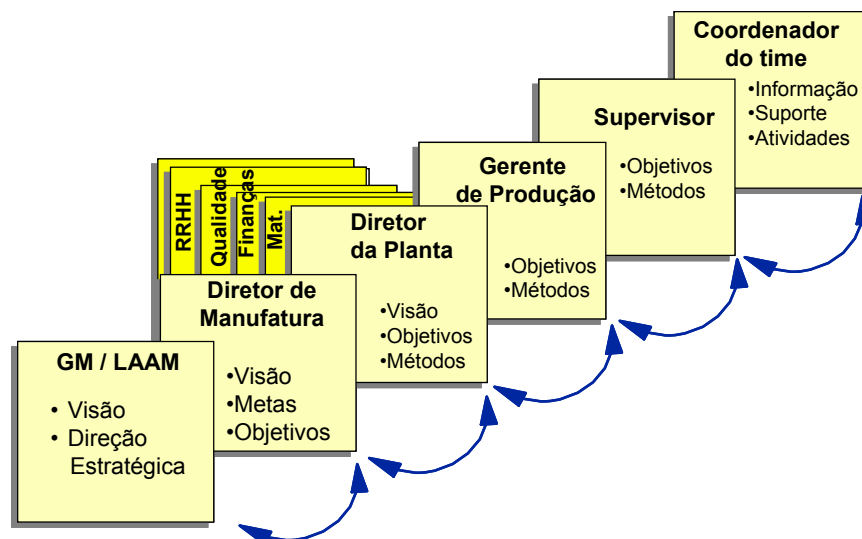 GM / LAAM
• Visão
• Direção
Estratégica
Diretor de
Manufatura
•Visão
•Metas
•Objetivos
RRHH
Qualidade
Finanças
Mat.
Diretor
da Planta
•Visão
•Objetivos
•Métodos
Gerente
de Produção
•Objetivos
•Métodos
Supervisor
•Objetivos
•Métodos
Coordenador
do time
•Informação
•Suporte
•Atividades